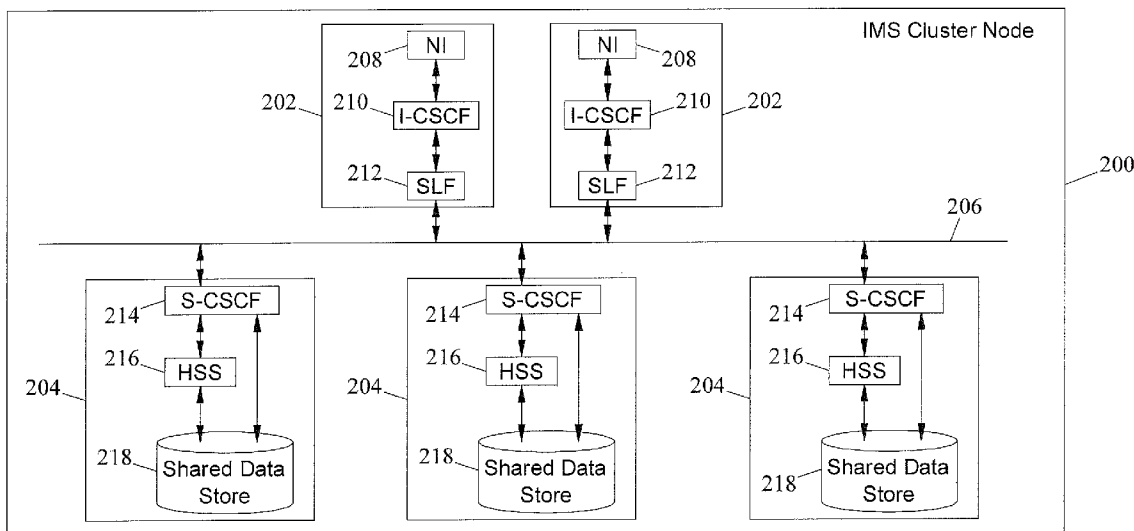 IMS Cluster Node
NI
208
NI
208
210
I-CSCF
202
210
I-CSCF
202
212
SLF
212
SLF
200
206
S-CSCF
214
S-CSCF
214
S-CSCF
214
216
HSS
216
HSS
216
HSS
204
204
204
218
Shared Data
Store
218
Shared Data
Store
218
Shared Data
Store